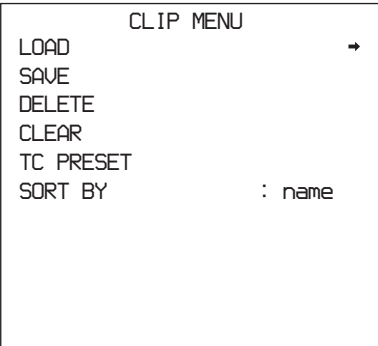 CLIP MENU
LOAD ➡
SAVE
DELETE
CLEAR
TC PRESET
SORT BY : name